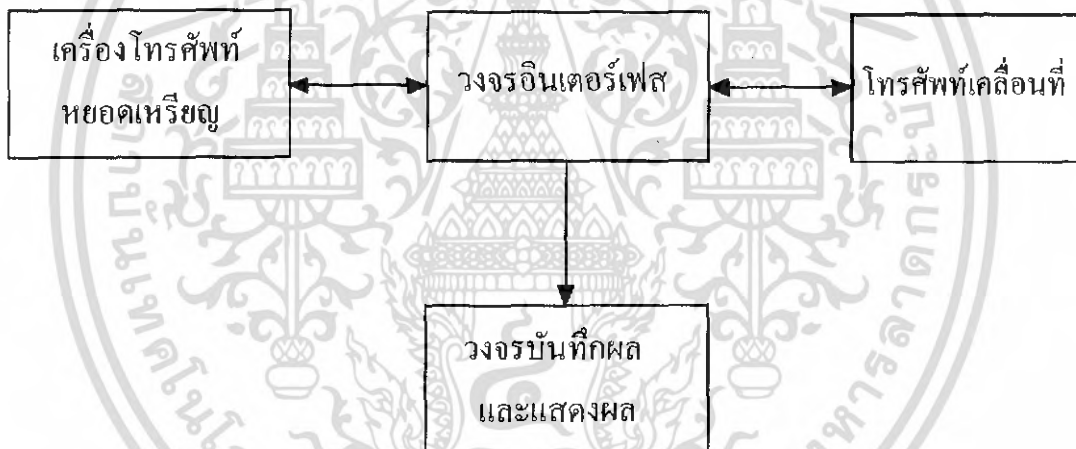 เครื่องโทรศัพท์
หยอดเหรียญ
วงจรอินเตอร์เฟส
โทรศัพท์เคลื่อนที่
วงจรบันทึกผล
และแสดงผล